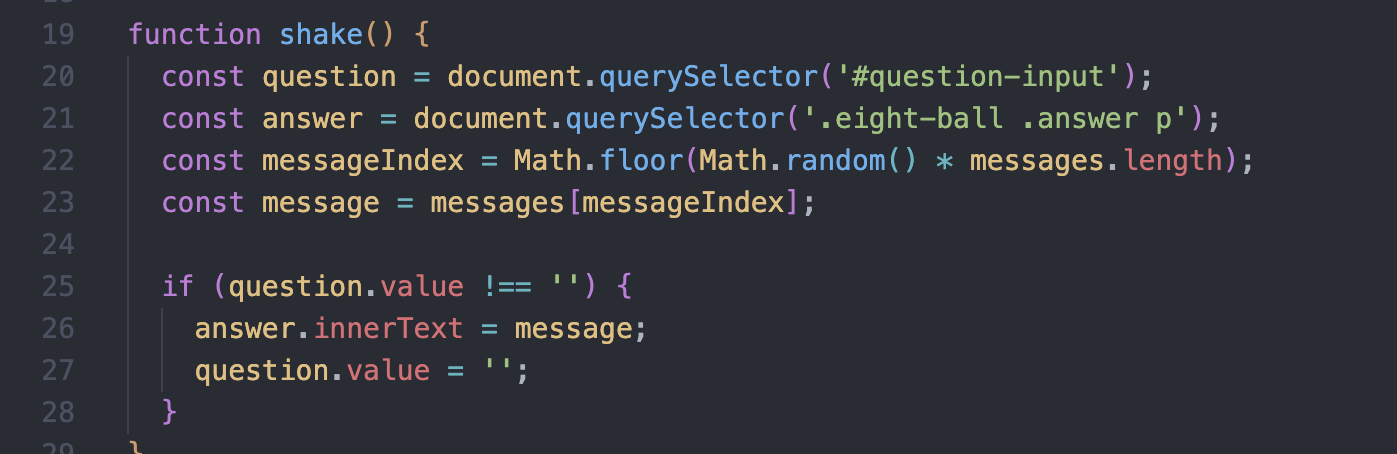 19 function shake() {
20 const question = document.querySelector('#question-input');
21 const answer = document.querySelector('.eight-ball .answer p');
22 const messageIndex = Math.floor(Math.random() * messages.length);
23 const message = messages[messageIndex];
24
25 if (question.value !== '') {
26 answer.innerText = message;
27 question.value = '';
28 }
29 }